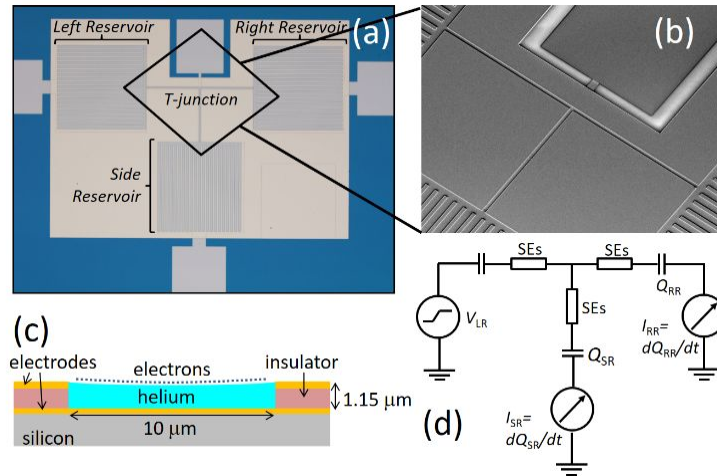 Left Reservoir
Right Reservoir
(a)
T-junction
Side
Reservoir
(b)
(c)
electrodes
electrons
insulator
helium
1.15 μm
10 μm
silicon
SEs
SEs
SEs
V_LR
Q_RR
I_RR=
dQ_RR/dt
Q_SR
I_SR=
dQ_SR/dt
(d)